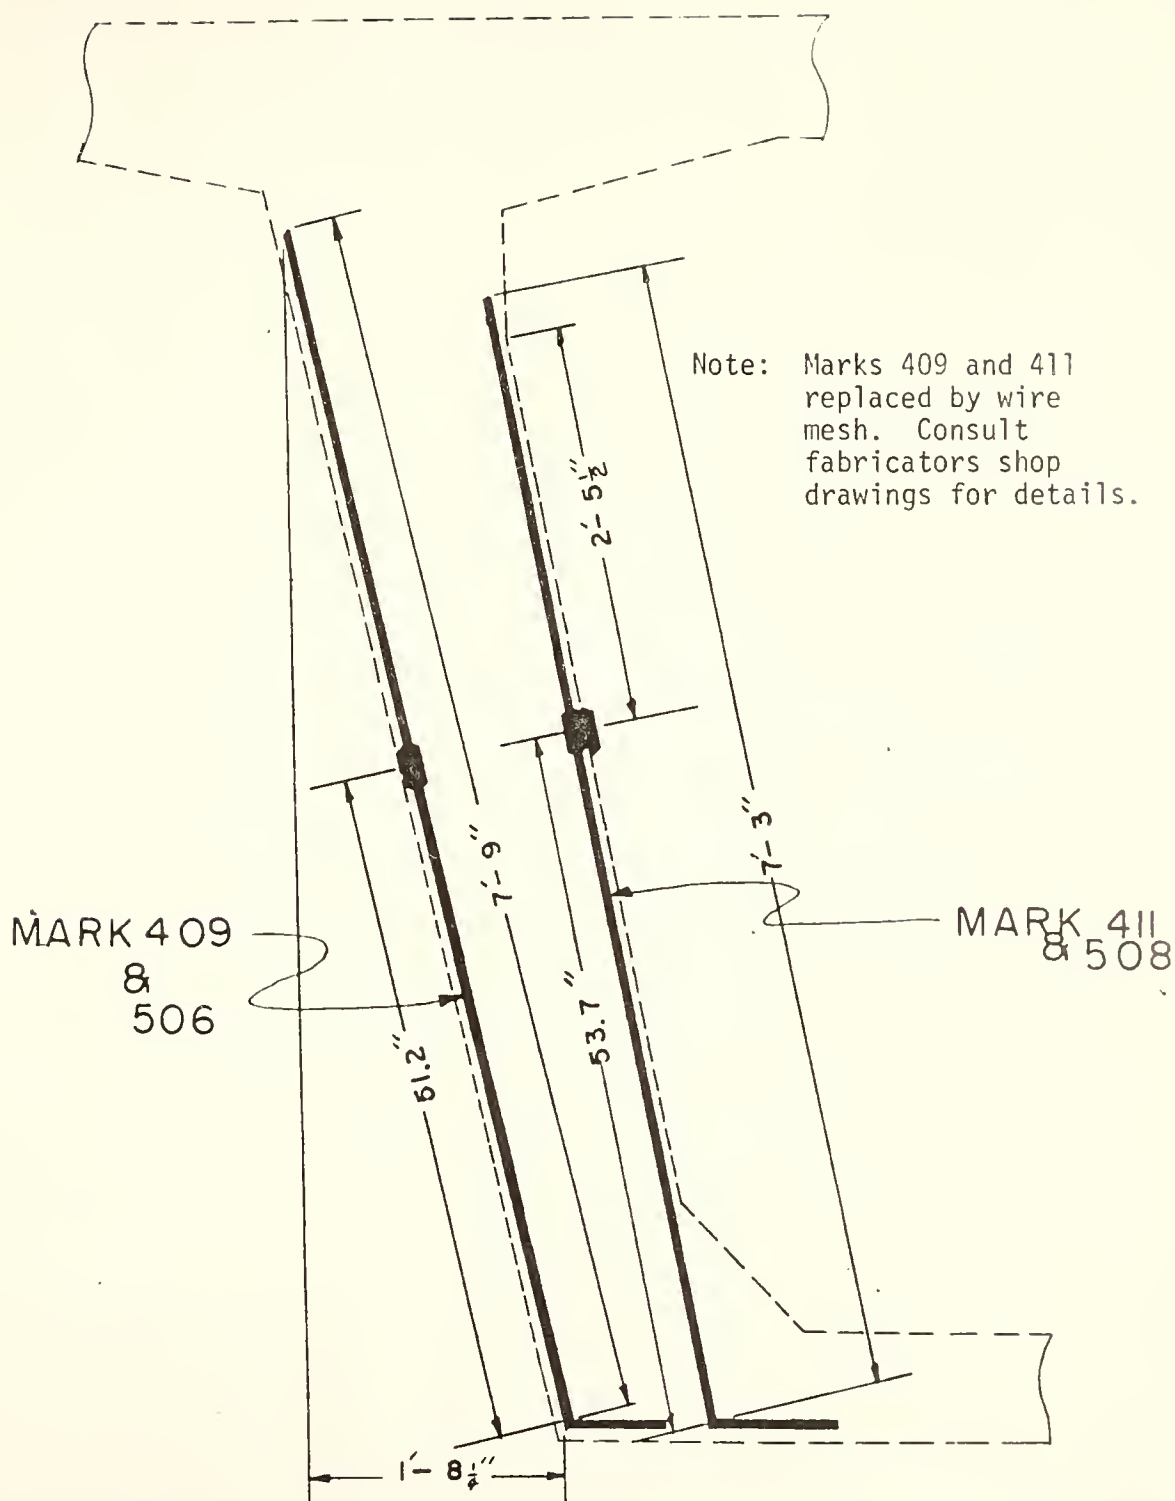 Note: Marks 409 and 411
replaced by wire
mesh. Consult
fabricators shop
drawings for details.
2'-5½"
7'-3"
7'-9"
MARK 409
&
506
MARK 411
& 508
53.7"
51.2"
1'-8¼"